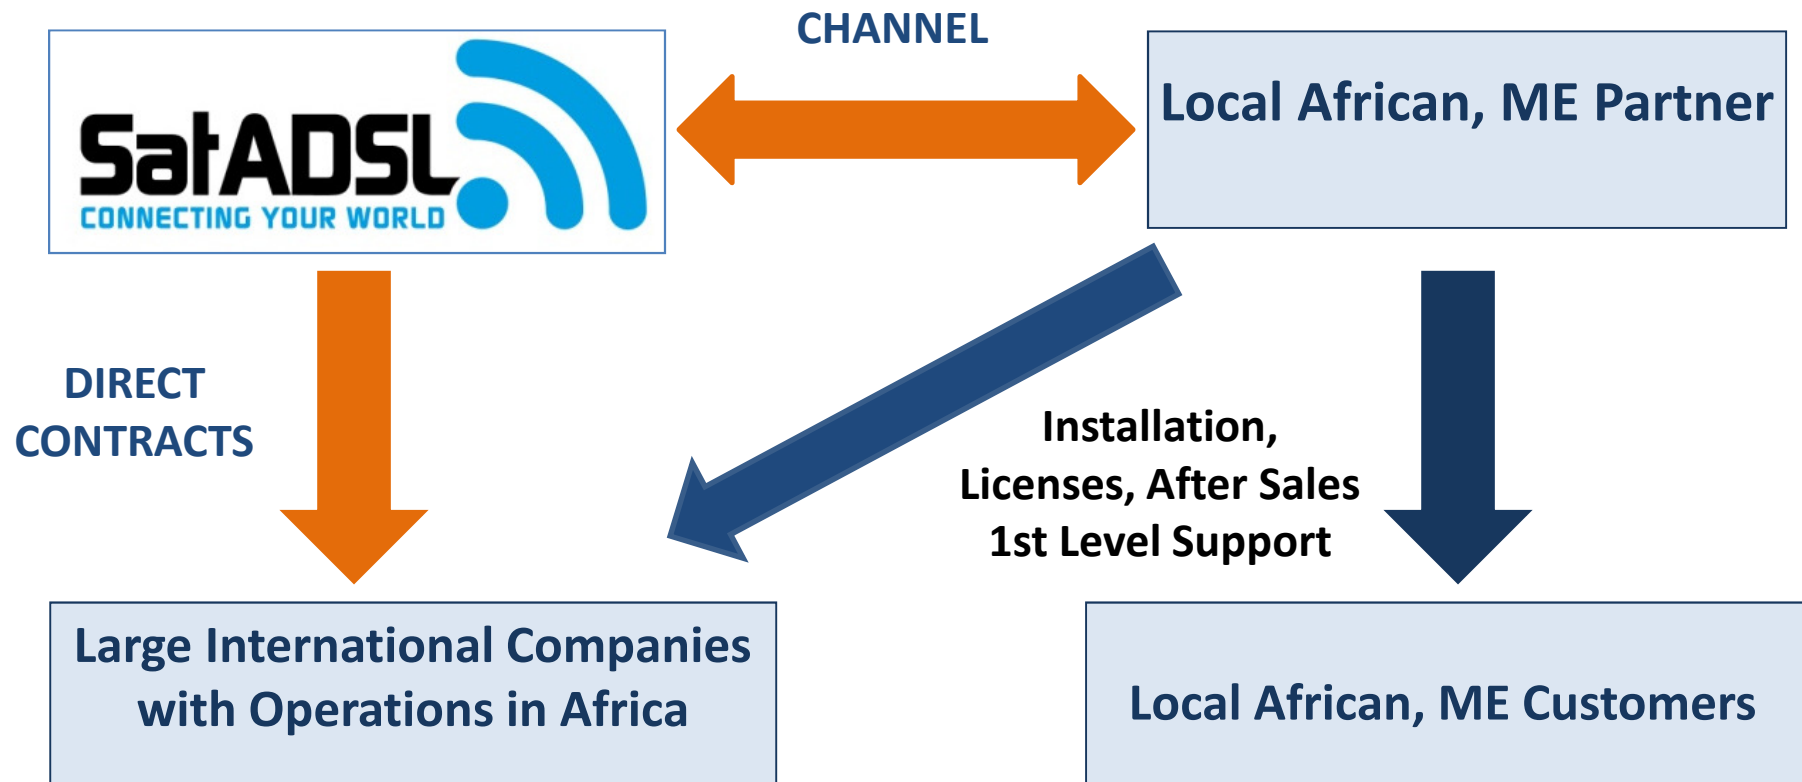 CHANNEL
SatADSL
CONNECTING YOUR WORLD
Local African, ME Partner
DIRECT
CONTRACTS
Installation,
Licenses, After Sales
1st Level Support
Large International Companies
with Operations in Africa
Local African, ME Customers